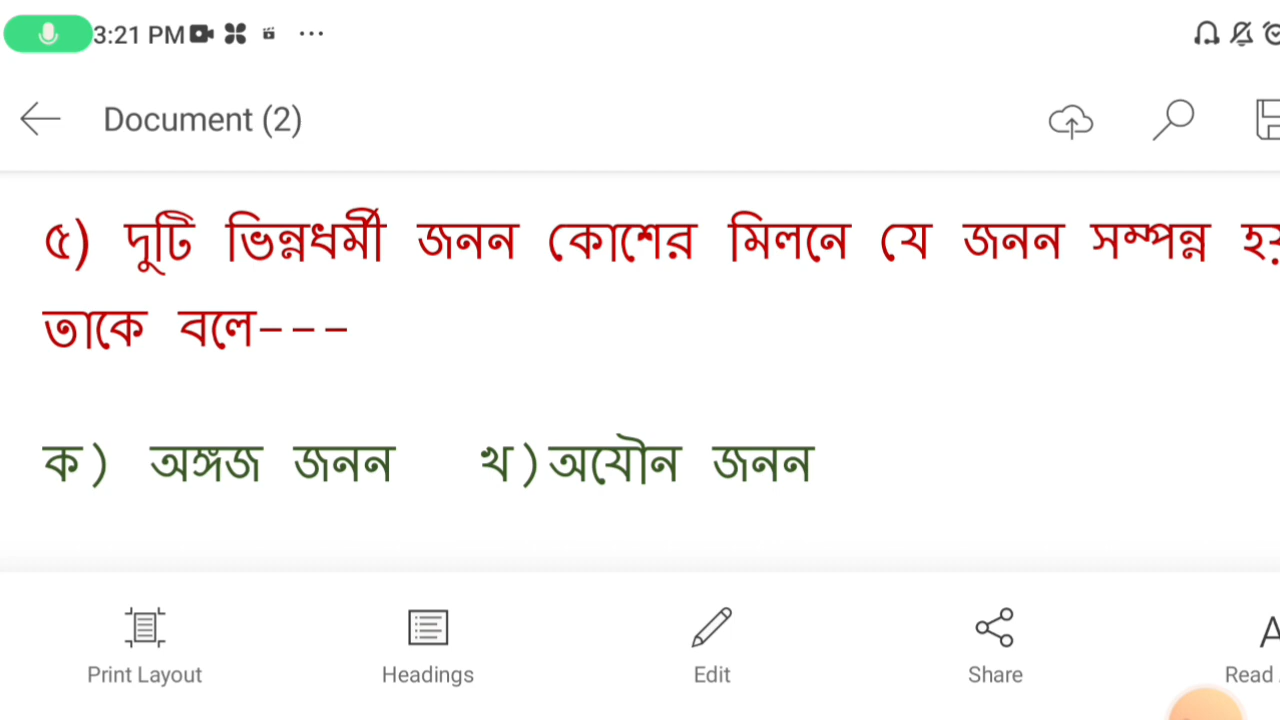 3:21 PM
Document (2)
৫) দুটি ভিন্নধর্মী জনন কোশের মিলনে যে জনন সম্পন্ন
তাকে বলে---
ক) অঙ্গজ জনন খ)অযৌন জনন
Print Layout Headings Edit Share Read